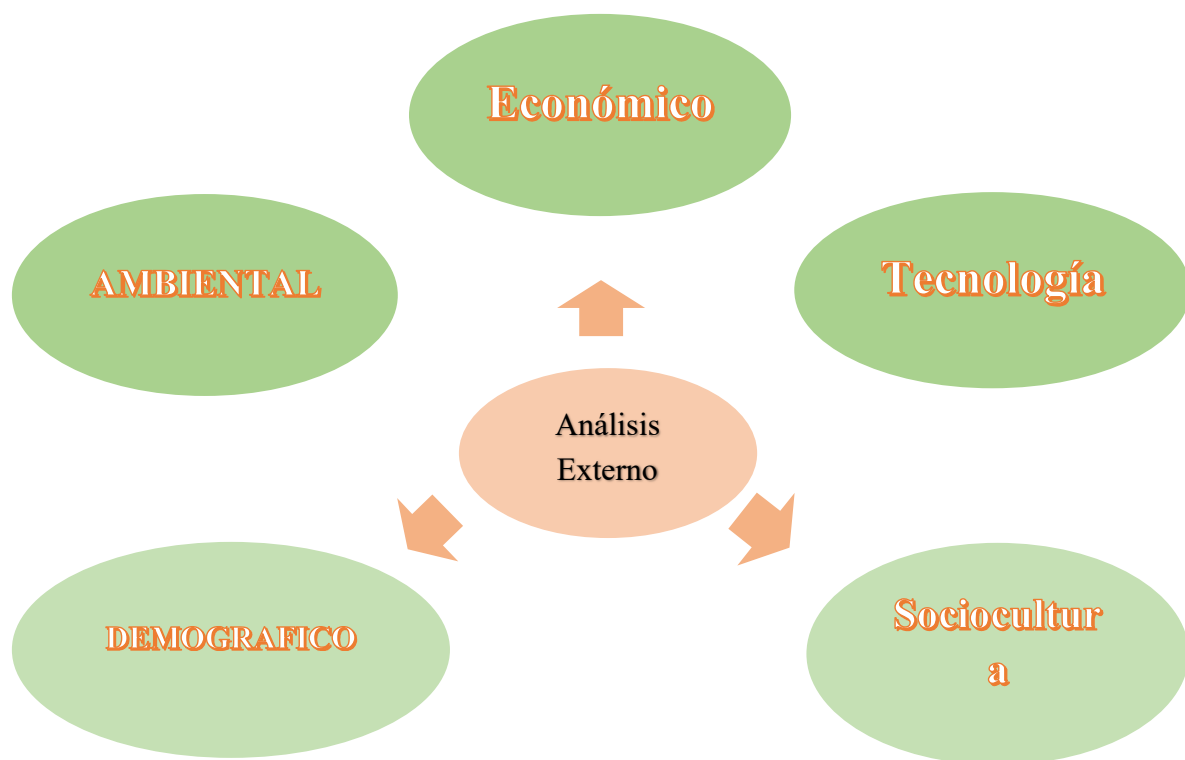 Económico
AMBIENTAL
Tecnología
Análisis
Externo
DEMOGRAFICO
Sociocultur
a